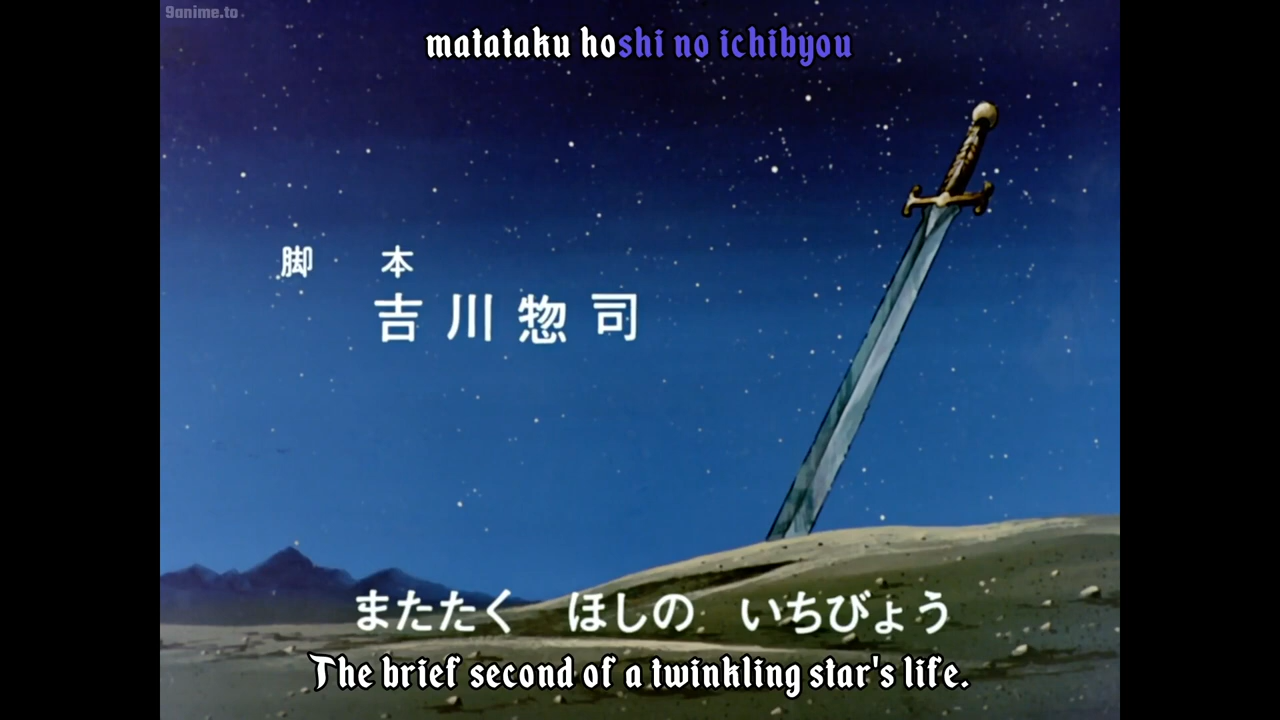 9anime.to
matataku hoshi no ichibyou
脚 本
吉川惣司
またたく ほしの いちびょう
The brief second of a twinkling star's life.